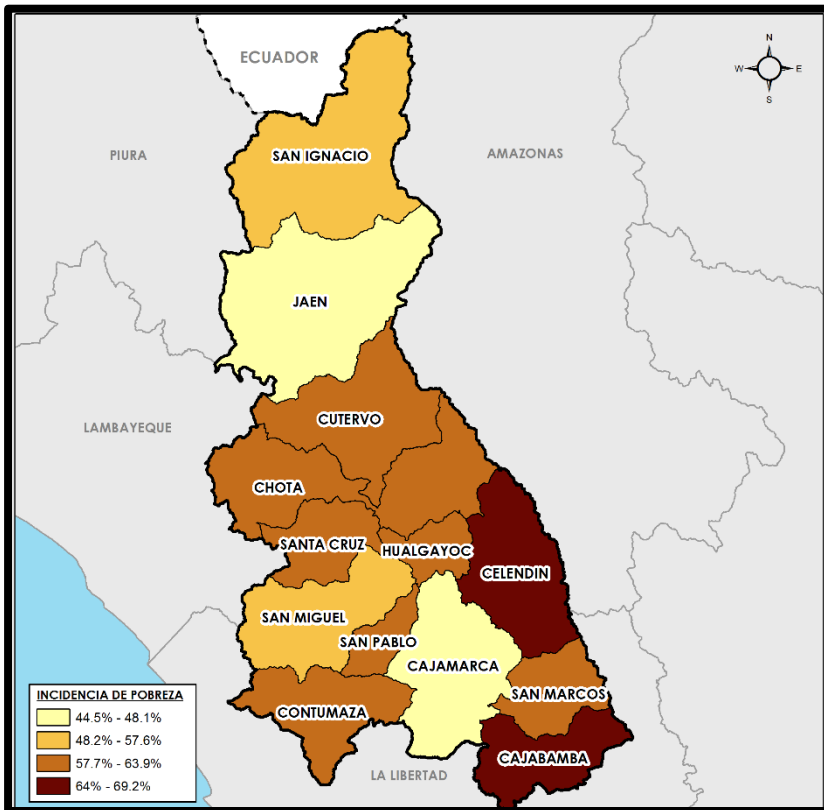 ECUADOR
N
W
E
S
PIURA
AMAZONAS
SAN IGNACIO
JAEN
LAMBAYEQUE
CUTERVO
CHOTA
SANTA CRUZ
HUALGAYOC
CELENDIN
SAN MIGUEL
SAN PABLO
CAJAMARCA
SAN MARCOS
CONTUMAZA
CAJABAMBA
LA LIBERTAD
INCIDENCIA DE POBREZA
44.5% - 48.1%
48.2% - 57.6%
57.7% - 63.9%
64% - 69.2%